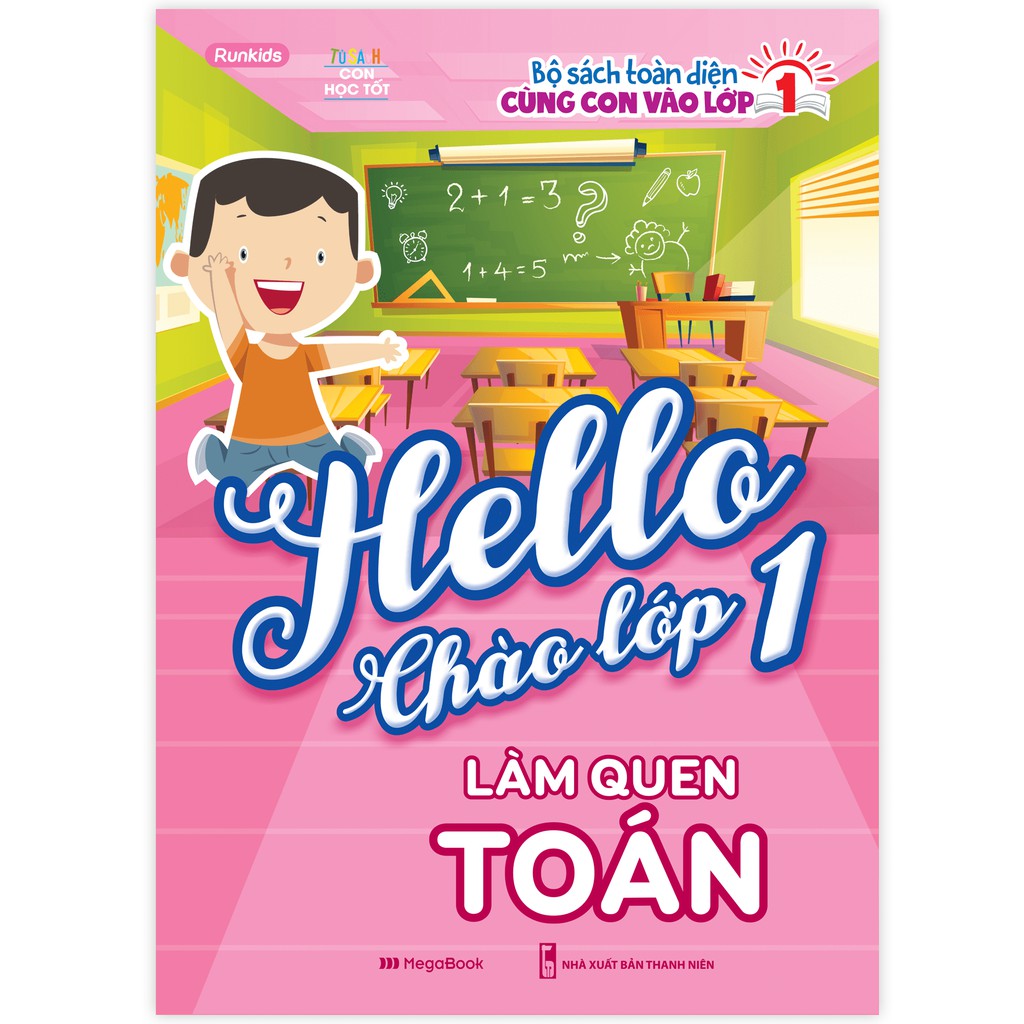 Runkids
TỦ SÁCH
CON
HỌC TỐT
Bộ sách toàn diện
CÙNG CON VÀO LỚP 1
2 + 1 = 3 ?
1 + 4 = 5
Hello
Chào lớp 1
LÀM QUEN
TOÁN
MegaBook
NHÀ XUẤT BẢN THANH NIÊN